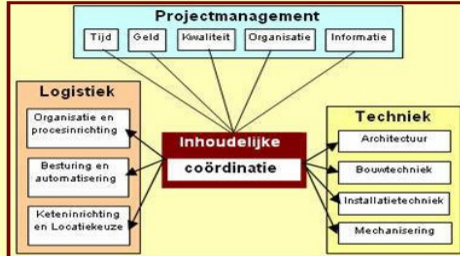 Projectmanagement
Tijd
Geld
Kwaliteit
Organisatie
Informatie
Logistiek
Organisatie en
procesinrichting
Besturing en
automatisering
Keteninrichting
en Locatiekeuze
Inhoudelijke
coördinatie
Techniek
Architectuur
Bouwtechniek
Installatietechniek
Mechanisering